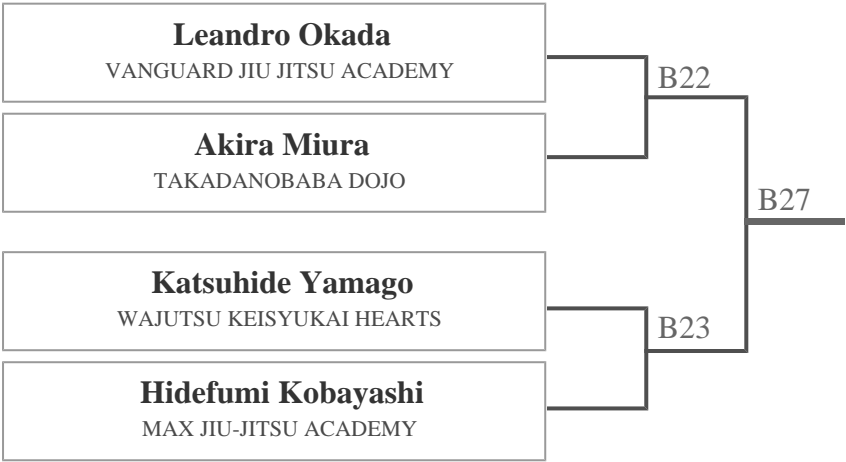 Leandro Okada
VANGUARD JIU JITSU ACADEMY
B22
Akira Miura
TAKADANOBABA DOJO
B27
Katsuhide Yamago
WAJUTSU KEISYUKAI HEARTS
B23
Hidefumi Kobayashi
MAX JIU-JITSU ACADEMY